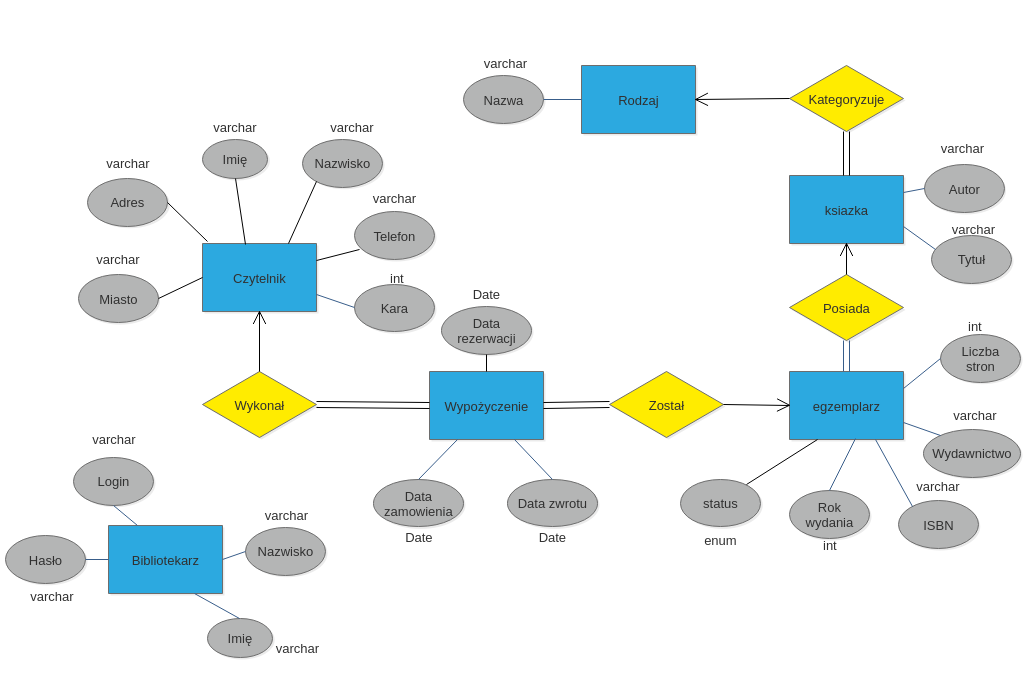 varchar
Nazwa
Rodzaj
Kategoryzuje
varchar
Imię
varchar
Nazwisko
varchar
Adres
varchar
Telefon
varchar
Autor
ksiazka
varchar
Tytuł
varchar
Miasto
Czytelnik
int
Kara
Date
Data
rezerwacji
Posiada
int
Liczba
stron
Wykonał
Wypożyczenie
Został
egzemplarz
varchar
Wydawnictwo
varchar
Login
Data
zamowienia
Date
Data zwrotu
Date
status
enum
Rok
wydania
int
varchar
ISBN
Bibliotekarz
varchar
Nazwisko
Hasło
varchar
Imię
varchar